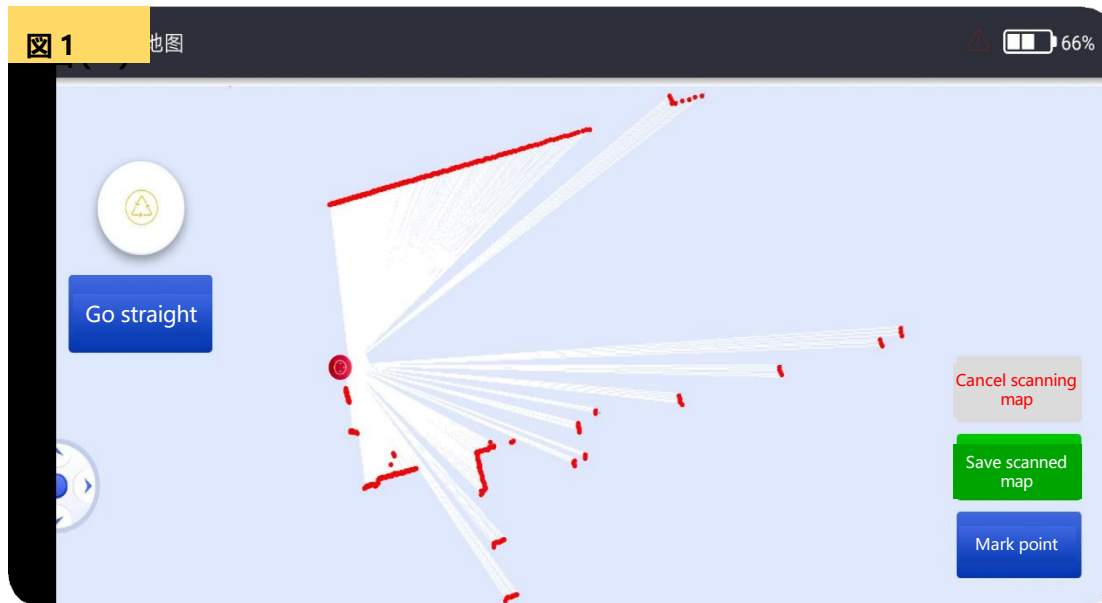 図 1
地图
66%
Go straight
Cancel scanning
map
Save scanned
map
Mark point